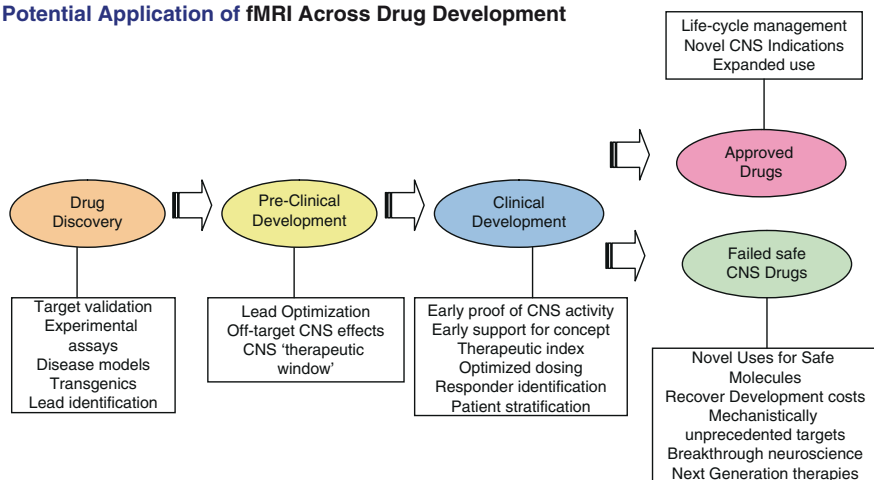 Potential Application of fMRI Across Drug Development
Life-cycle management
Novel CNS Indications
Expanded use
Approved
Drugs
Drug
Discovery
Pre-Clinical
Development
Clinical
Development
Failed safe
CNS Drugs
Target validation
Experimental
assays
Disease models
Transgenics
Lead identification
Lead Optimization
Off-target CNS effects
CNS ‘therapeutic
window’
Early proof of CNS activity
Early support for concept
Therapeutic index
Optimized dosing
Responder identification
Patient stratification
Novel Uses for Safe
Molecules
Recover Development costs
Mechanistically
unprecedented targets
Breakthrough neuroscience
Next Generation therapies